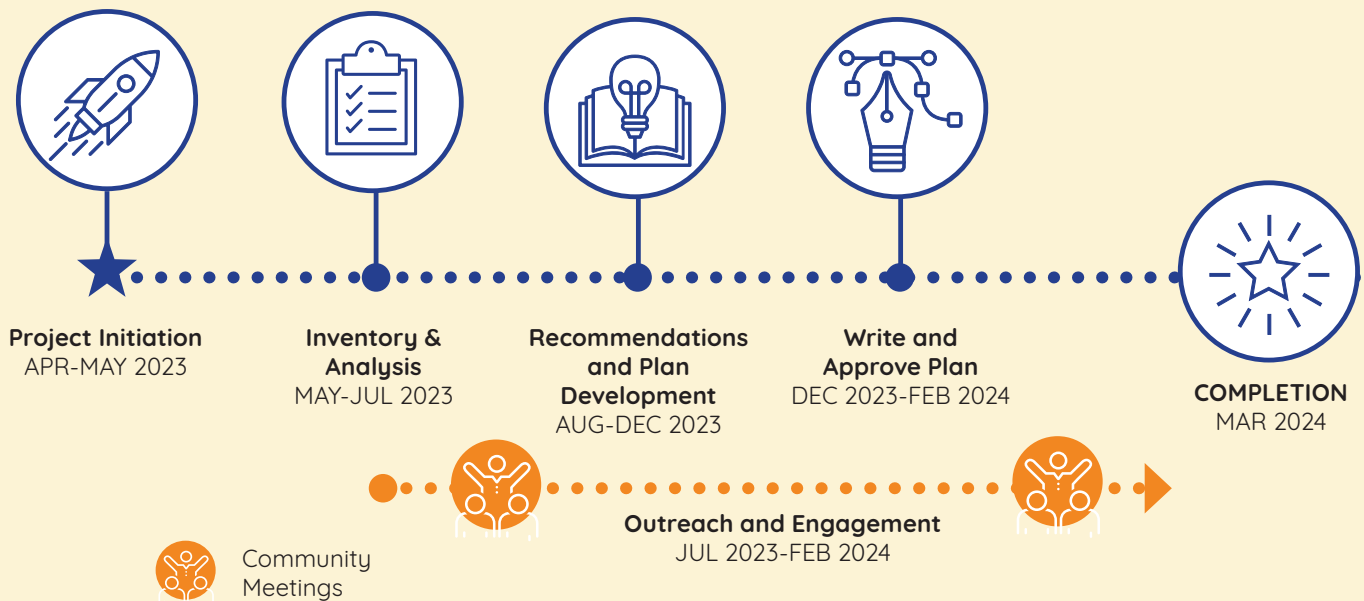 Project Initiation
APR-MAY 2023
Inventory &
Analysis
MAY-JUL 2023
Recommendations
and Plan
Development
AUG-DEC 2023
Write and
Approve Plan
DEC 2023-FEB 2024
COMPLETION
MAR 2024
Outreach and Engagement
JUL 2023-FEB 2024
Community
Meetings